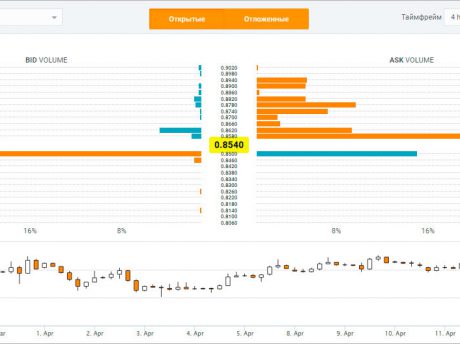 Открытые
Отложенные
Таймфрейм
4 h
BID VOLUME
ASK VOLUME
0.9020
0.8980
0.8940
0.8900
0.8860
0.8820
0.8780
0.8740
0.8700
0.8660
0.8620
0.8580
0.8540
0.8500
0.8460
0.8420
0.8380
0.8340
0.8300
0.8260
0.8220
0.8180
0.8140
0.8100
0.8060
16%
8%
8%
16%
ar
1. Apr
2. Apr
3. Apr
4. Apr
5. Apr
8. Apr
9. Apr
10. Apr
11. Apr